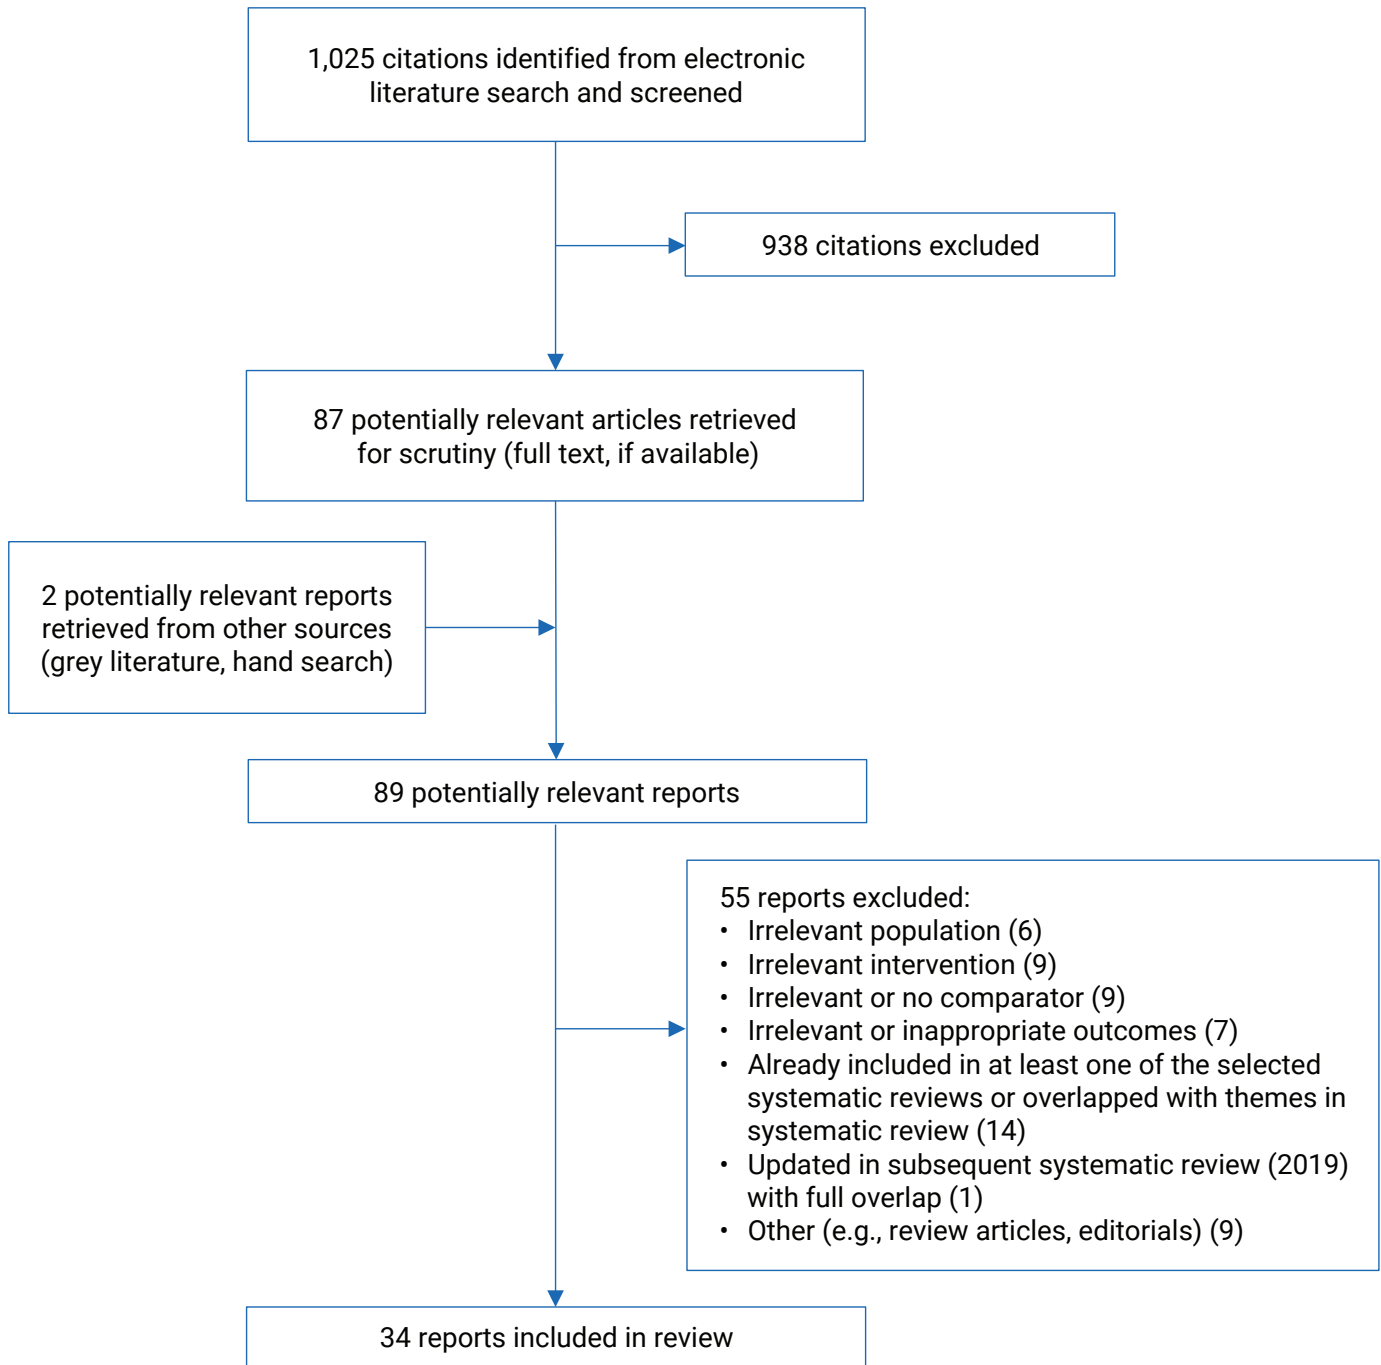 1,025 citations identified from electronic
literature search and screened
938 citations excluded
87 potentially relevant articles retrieved
for scrutiny (full text, if available)
2 potentially relevant reports
retrieved from other sources
(grey literature, hand search)
89 potentially relevant reports
55 reports excluded:
• Irrelevant population (6)
• Irrelevant intervention (9)
• Irrelevant or no comparator (9)
• Irrelevant or inappropriate outcomes (7)
• Already included in at least one of the selected
systematic reviews or overlapped with themes in
systematic review (14)
• Updated in subsequent systematic review (2019)
with full overlap (1)
• Other (e.g., review articles, editorials) (9)
34 reports included in review